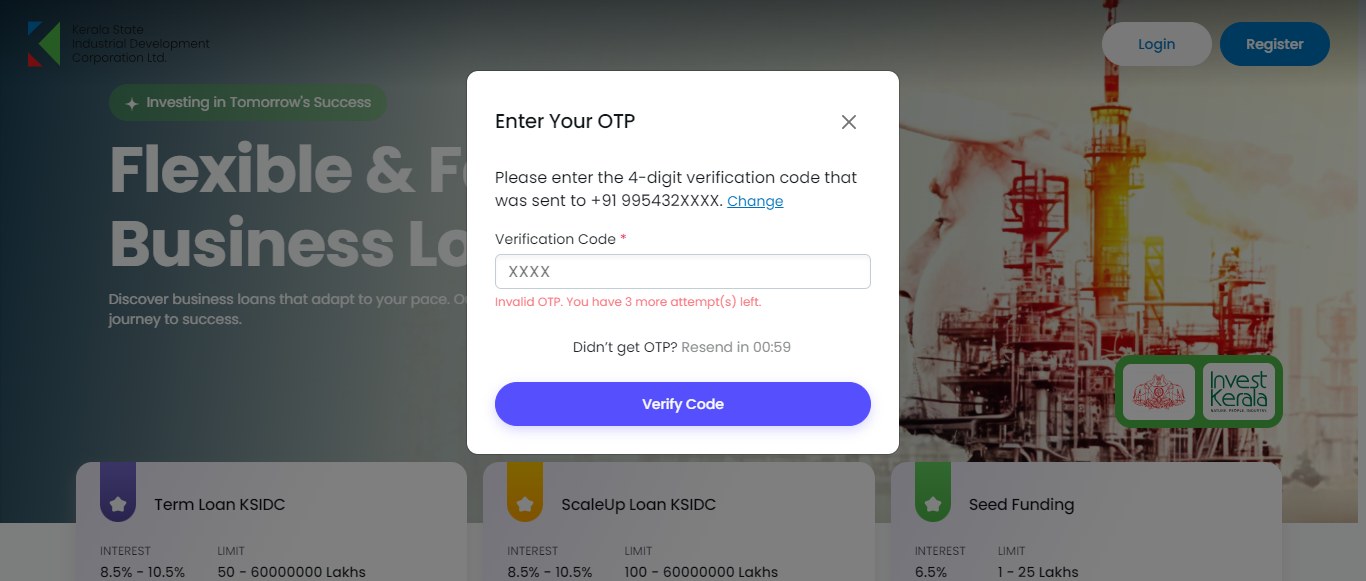 Kerala State
Industrial Development
Corporation Ltd.
Login
Register
Investing in Tomorrow's Success
Flexible & F
Business Lo
Discover business loans that adapt to your pace. O
journey to success.
Enter Your OTP
Please enter the 4-digit verification code that
was sent to +91 995432XXXX. Change
Verification Code *
XXXX
Invalid OTP. You have 3 more attempt(s) left.
Didn't get OTP? Resend in 00:59
Verify Code
Invest
Kerala
Term Loan KSIDC
INTEREST LIMIT
8.5% - 10.5% 50 - 60000000 Lakhs
ScaleUp Loan KSIDC
INTEREST LIMIT
8.5% - 10.5% 100 - 60000000 Lakhs
Seed Funding
INTEREST LIMIT
6.5% 1 - 25 Lakhs